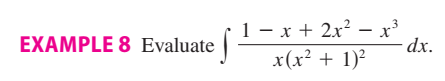 EXAMPLE 8 Evaluate ∫ (1 − x + 2x² − x³) / (x(x² + 1)²) dx.